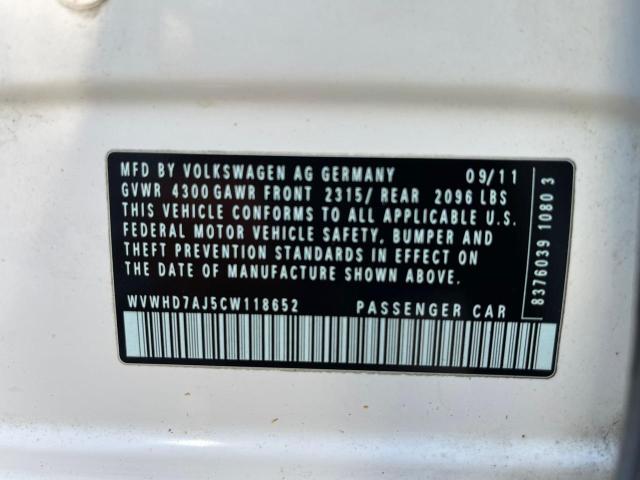 MFD BY VOLKSWAGEN AG GERMANY 09/11
GVWR 4300 GAWR FRONT 2315/ REAR 2096 LBS
THIS VEHICLE CONFORMS TO ALL APPLICABLE U.S.
FEDERAL MOTOR VEHICLE SAFETY, BUMPER AND
THEFT PREVENTION STANDARDS IN EFFECT ON
THE DATE OF MANUFACTURE SHOWN ABOVE.
WVWHD7AJ5CW118652 PASSENGER CAR
8376039 1080 3